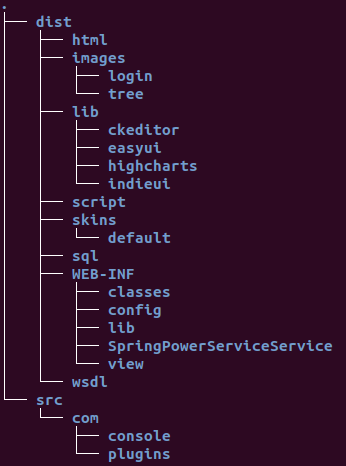 .
dist
html
images
login
tree
lib
ckeditor
easyui
highcharts
indieui
script
skins
default
sql
WEB-INF
classes
config
lib
SpringPowerServiceService
view
wsdl
src
com
console
plugins